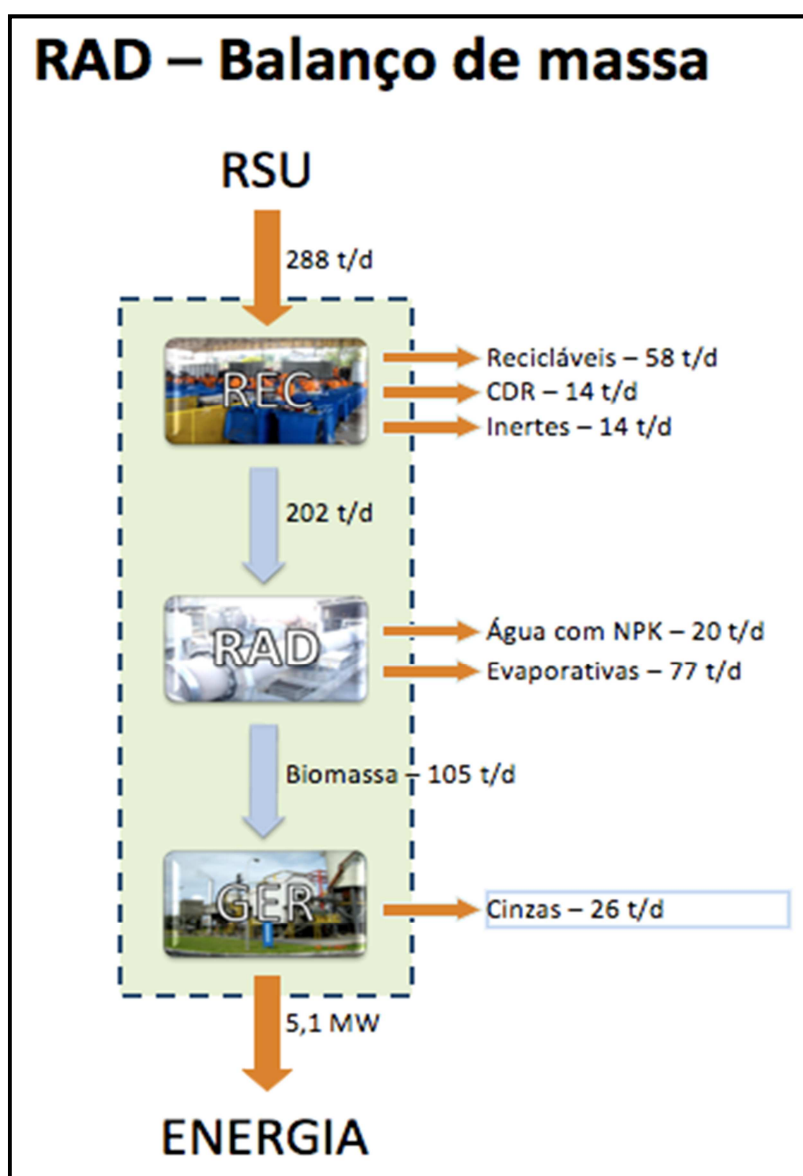 RAD – Balanço de massa
RSU
288 t/d
REC
Recicláveis – 58 t/d
CDR – 14 t/d
Inertes – 14 t/d
202 t/d
RAD
Água com NPK – 20 t/d
Evaporativas – 77 t/d
Biomassa – 105 t/d
GER
Cinzas – 26 t/d
5,1 MW
ENERGIA